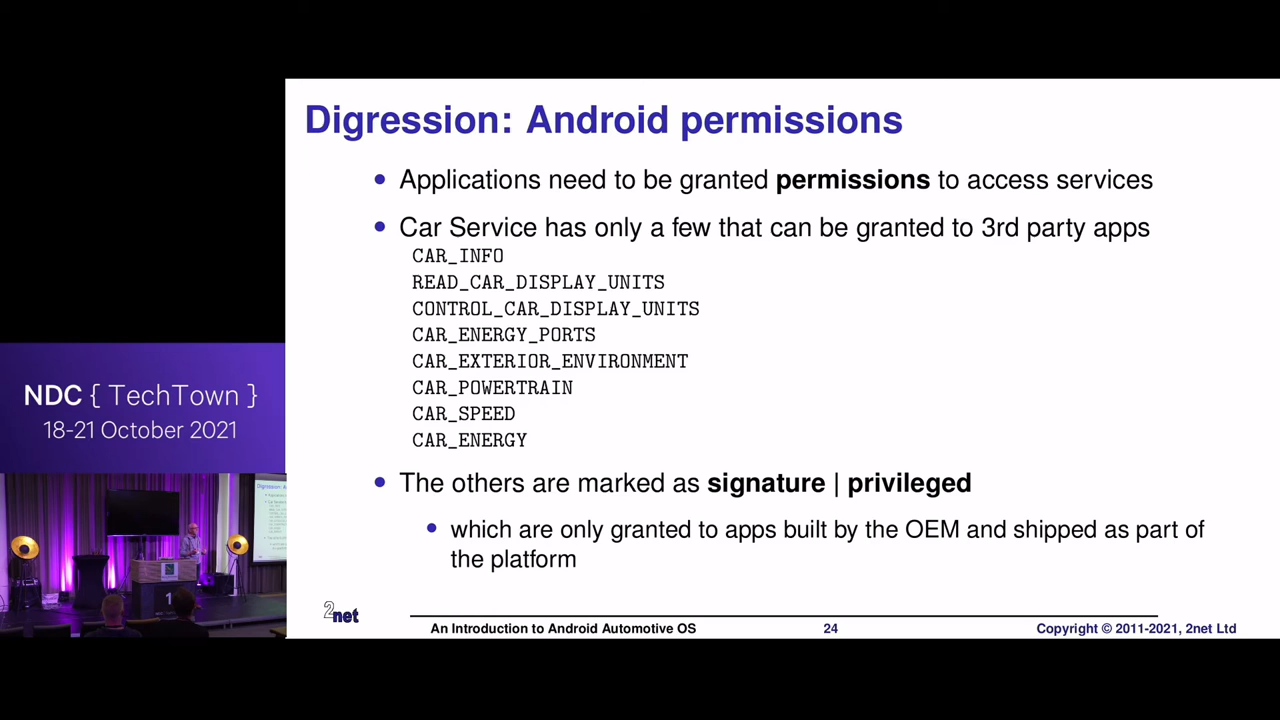 Digression: Android permissions
• Applications need to be granted permissions to access services
• Car Service has only a few that can be granted to 3rd party apps
CAR_INFO
READ_CAR_DISPLAY_UNITS
CONTROL_CAR_DISPLAY_UNITS
CAR_ENERGY_PORTS
CAR_EXTERIOR_ENVIRONMENT
CAR_POWERTRAIN
CAR_SPEED
CAR_ENERGY
• The others are marked as signature | privileged
• which are only granted to apps built by the OEM and shipped as part of
the platform
2net
An Introduction to Android Automotive OS 24 Copyright © 2011-2021, 2net Ltd
NDC { TechTown }
18-21 October 2021
1